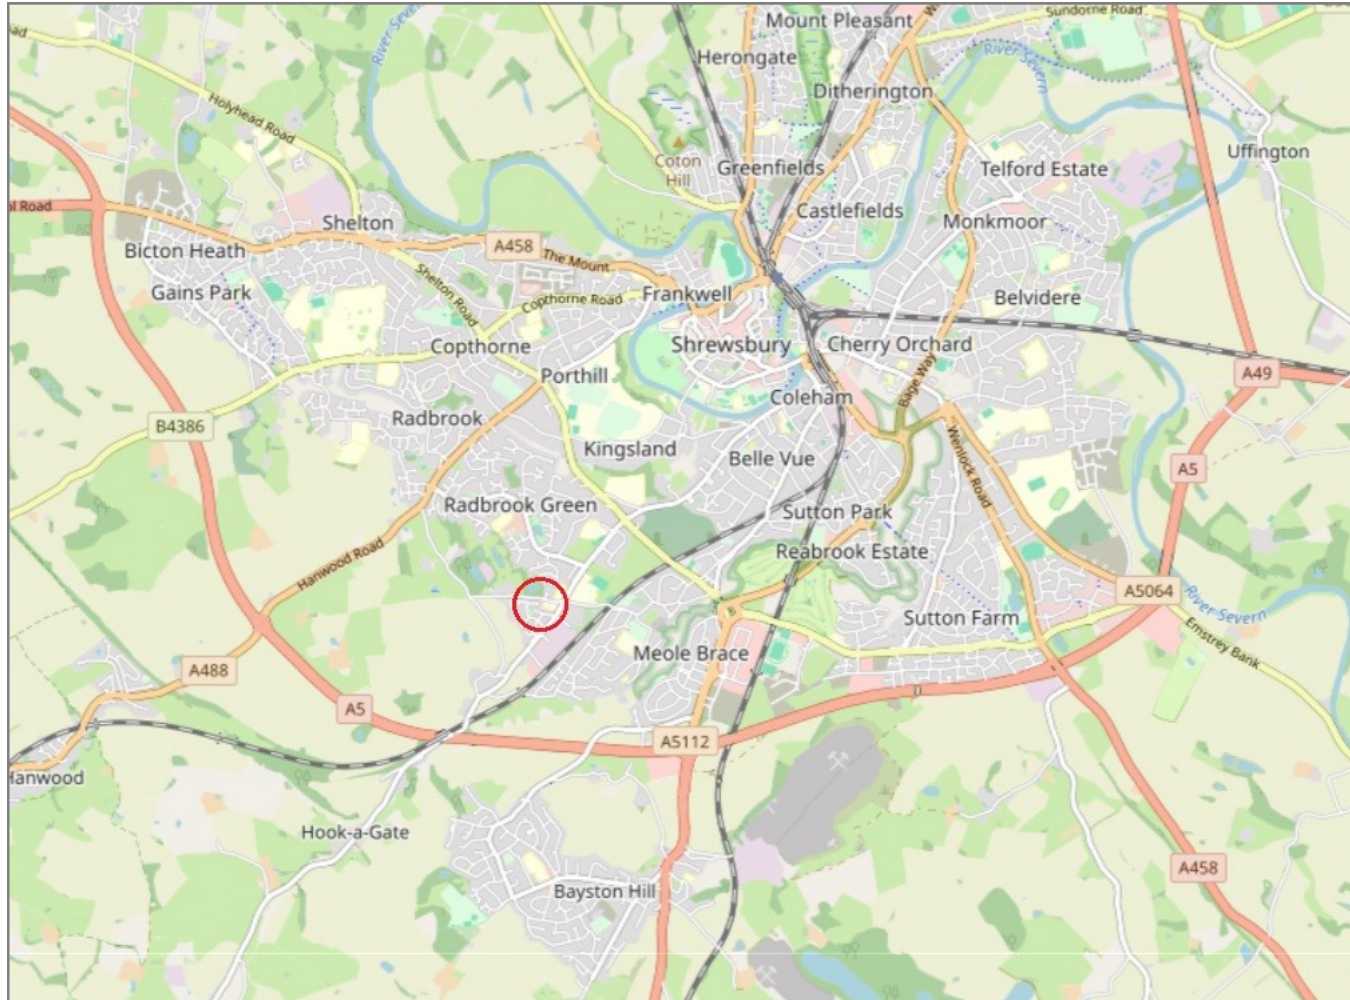 Mount Pleasant
Sundorne Road
River Severn
Herongate
River Severn
Ditherington
Holyhead Road
Uffington
Coton
Hill
Greenfields
Telford Estate
Castlefields
Monkmoor
Shelton
Bicton Heath
A458
The Mount
Gains Park
Shelton Road
Copthorne Road
Frankwell
Belvidere
Copthorne
Shrewsbury
Cherry Orchard
Porthill
A49
Bage Way
Coleham
Radbrook
B4386
Kingsland
Belle Vue
Wenlock Road
A5
Radbrook Green
Sutton Park
Reabrook Estate
Hanwood Road
A5064
River Severn
Sutton Farm
Emstrey Bank
Meole Brace
A488
A5
A5112
Hanwood
Hook-a-Gate
A458
Bayston Hill